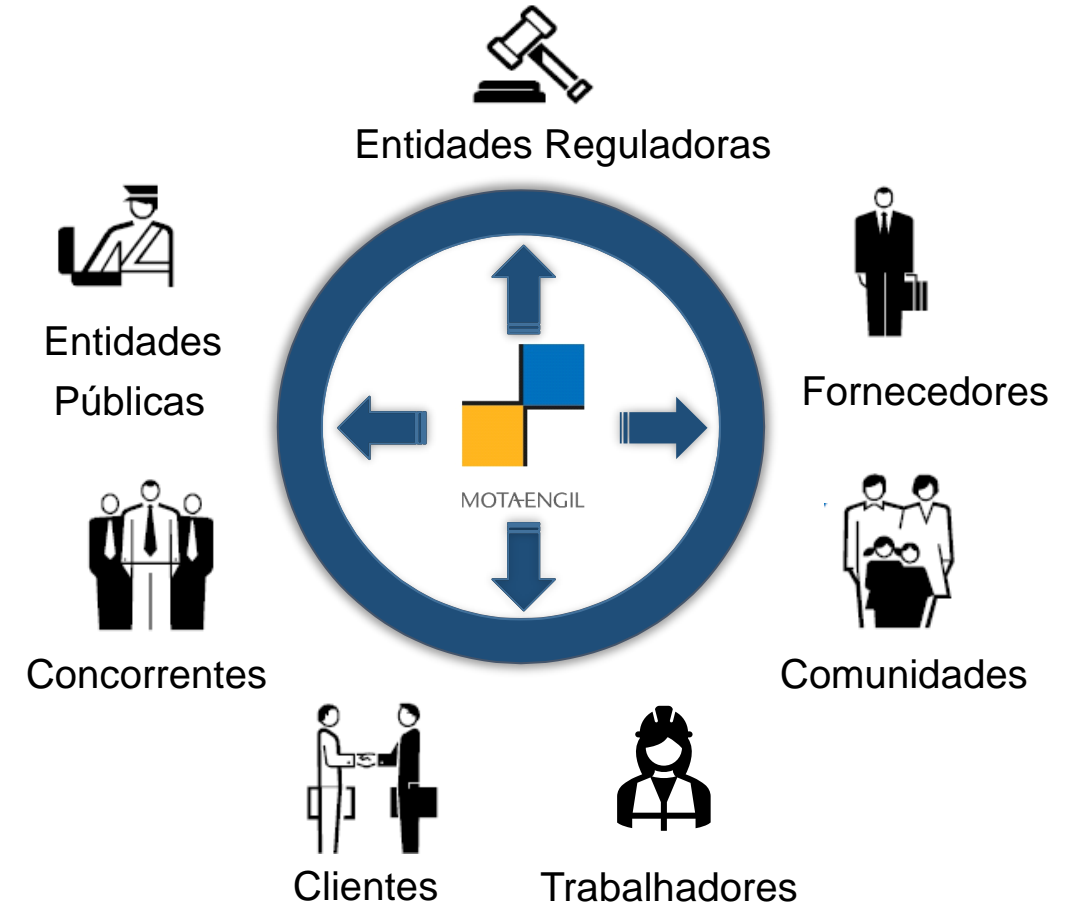 Entidades Reguladoras
Entidades
Públicas
Fornecedores
MOTA-ENGIL
Concorrentes
Comunidades
Clientes
Trabalhadores